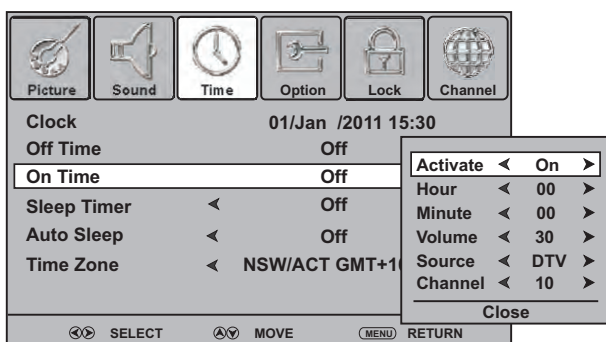 Picture Sound Time Option Lock Channel
Clock 01/Jan /2011 15:30
Off Time Off
On Time Off
Sleep Timer Off
Auto Sleep Off
Time Zone NSW/ACT GMT+1
Activate On
Hour 00
Minute 00
Volume 30
Source DTV
Channel 10
Close
SELECT MOVE MENU RETURN